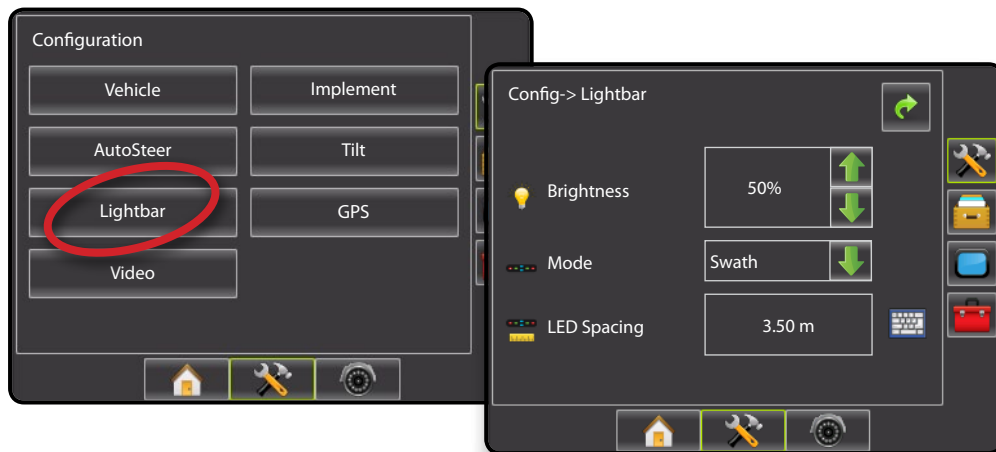 Configuration
Vehicle
Implement
AutoSteer
Tilt
Lightbar
GPS
Video
Config-> Lightbar
Brightness
50%
Mode
Swath
LED Spacing
3.50 m